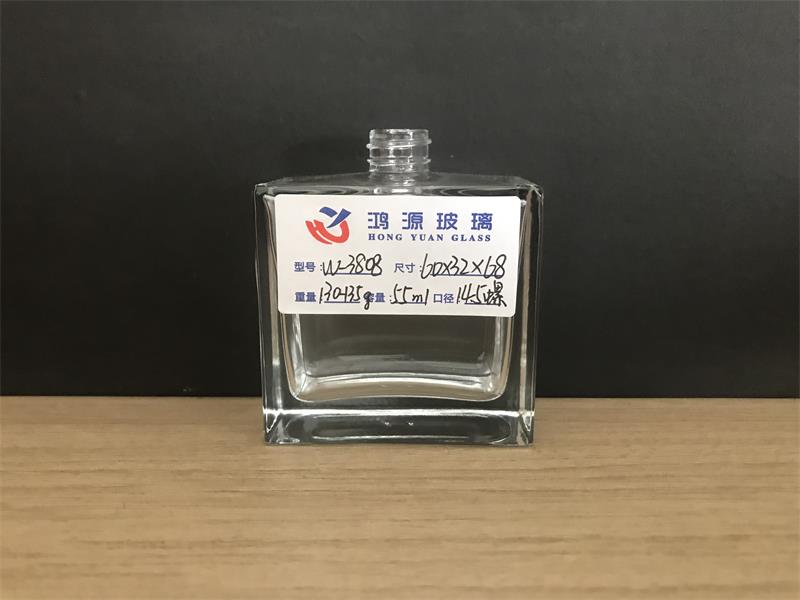 鸿源玻璃
HONG YUAN GLASS
型号:W-3808 尺寸:60×32×68
重量:130-135g 容量:55ml 口径:14.5螺